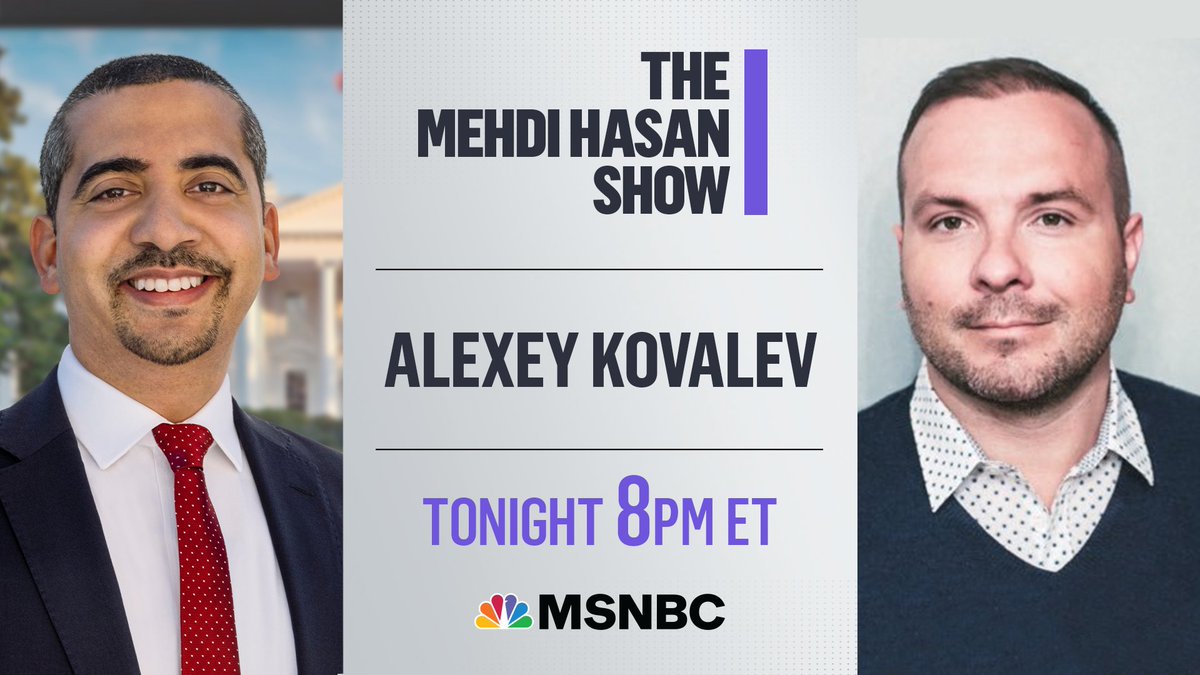 THE
MEHDI HASAN
SHOW
ALEXEY KOVALEV
TONIGHT 8PM ET
MSNBC